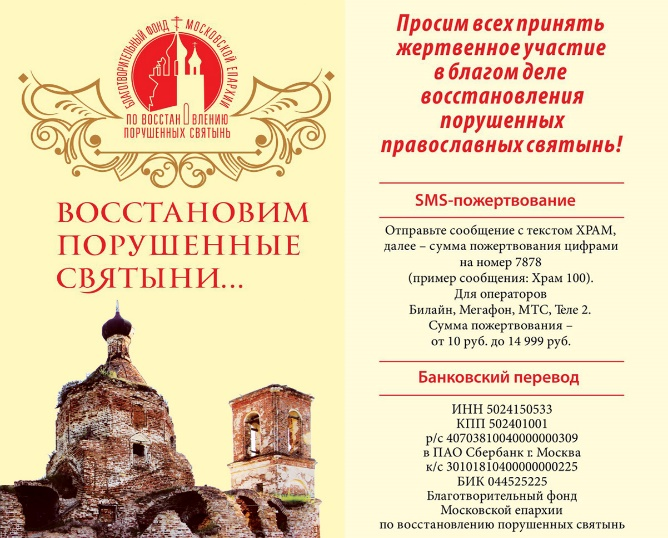 БЛАГОТВОРИТЕЛЬНЫЙ ФОНД МОСКОВСКОЙ ЕПАРХИИ
ПО ВОССТАНОВЛЕНИЮ
ПОРУШЕННЫХ СВЯТЫНЬ
ВОССТАНОВИМ
ПОРУШЕННЫЕ
СВЯТЫНИ...
Просим всех принять
жертвенное участие
в благом деле
восстановления
порушенных
православных святынь!
SMS-пожертвование
Отправьте сообщение с текстом ХРАМ,
далее – сумма пожертвования цифрами
на номер 7878
(пример сообщения: Храм 100).
Для операторов
Билайн, Мегафон, МТС, Теле 2.
Сумма пожертвования –
от 10 руб. до 14 999 руб.
Банковский перевод
ИНН 5024150533
КПП 502401001
р/с 40703810040000000309
в ПАО Сбербанк г. Москва
к/с 30101810400000000225
БИК 044525225
Благотворительный фонд
Московской епархии
по восстановлению порушенных святынь